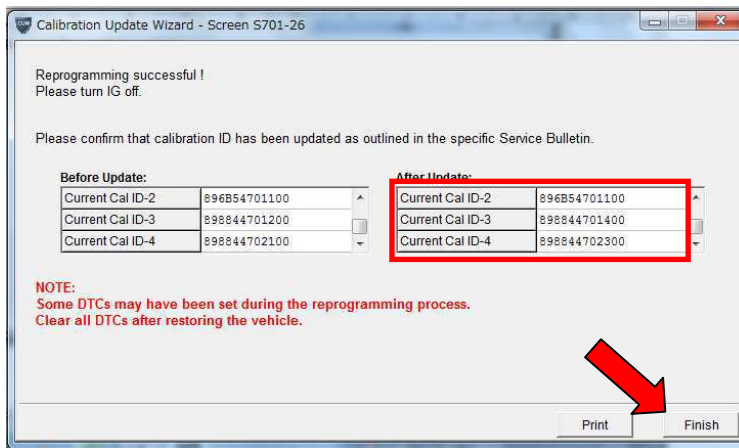 Calibration Update Wizard - Screen S701-26
Reprogramming successful !
Please turn IG off.
Please confirm that calibration ID has been updated as outlined in the specific Service Bulletin.
Before Update:
Current Cal ID-2 896B54701100
Current Cal ID-3 898844701200
Current Cal ID-4 898844702100
After Update:
Current Cal ID-2 896B54701100
Current Cal ID-3 898844701400
Current Cal ID-4 898844702300
NOTE:
Some DTCs may have been set during the reprogramming process.
Clear all DTCs after restoring the vehicle.
Print Finish